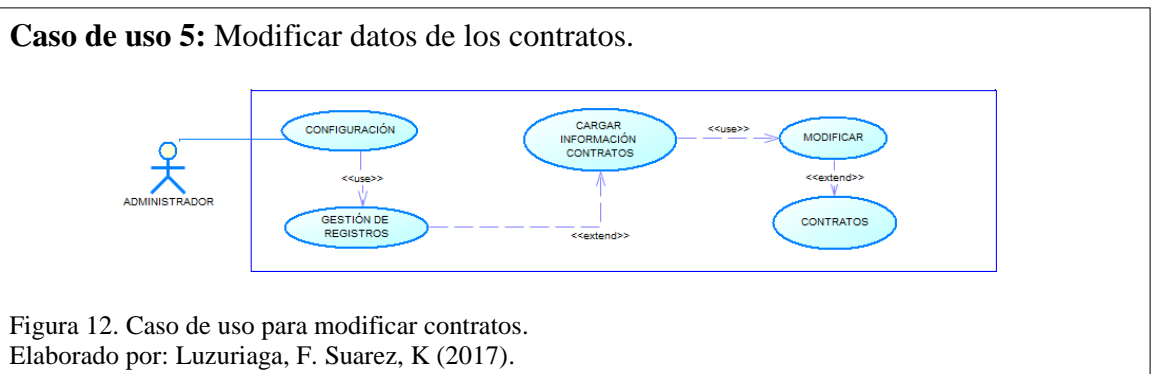 Caso de uso 5: Modificar datos de los contratos.
CONFIGURACIÓN
<<use>>
GESTIÓN DE
REGISTROS
ADMINISTRADOR
<<extend>>
CARGAR
INFORMACIÓN
CONTRATOS
<<use>>
MODIFICAR
<<extend>>
CONTRATOS
Figura 12. Caso de uso para modificar contratos.
Elaborado por: Luzuriaga, F. Suarez, K (2017).